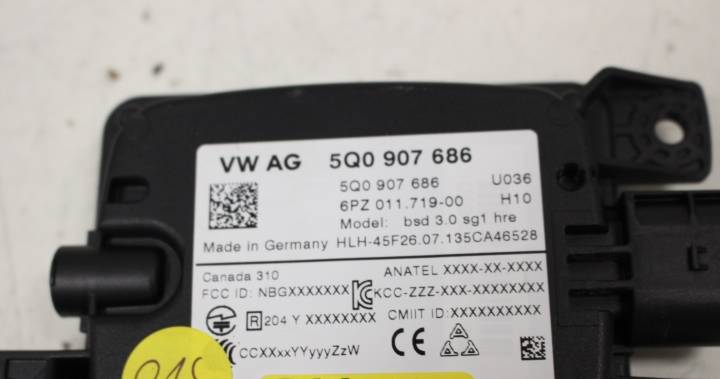 VW AG 5Q0 907 686
5Q0 907 686 U036
6PZ 011.719-00 H10
Model: bsd 3.0 sg1 hre
Made in Germany HLH-45F26.07.135CA46528
Canada 310 ANATEL XXXX-XX-XXXX
FCC ID: NBGXXXXXXX KCC-ZZZ-XXX-XXXXXXXX
R 204 Y XXXXXXXX CMIIT ID:XXXXXXXXXX
CCXXxxYYyyyZzW CE